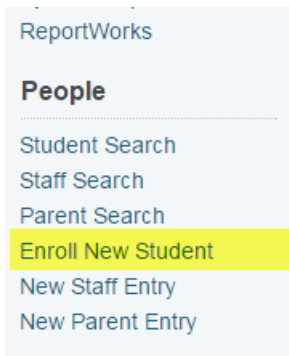 ReportWorks
People
Student Search
Staff Search
Parent Search
Enroll New Student
New Staff Entry
New Parent Entry